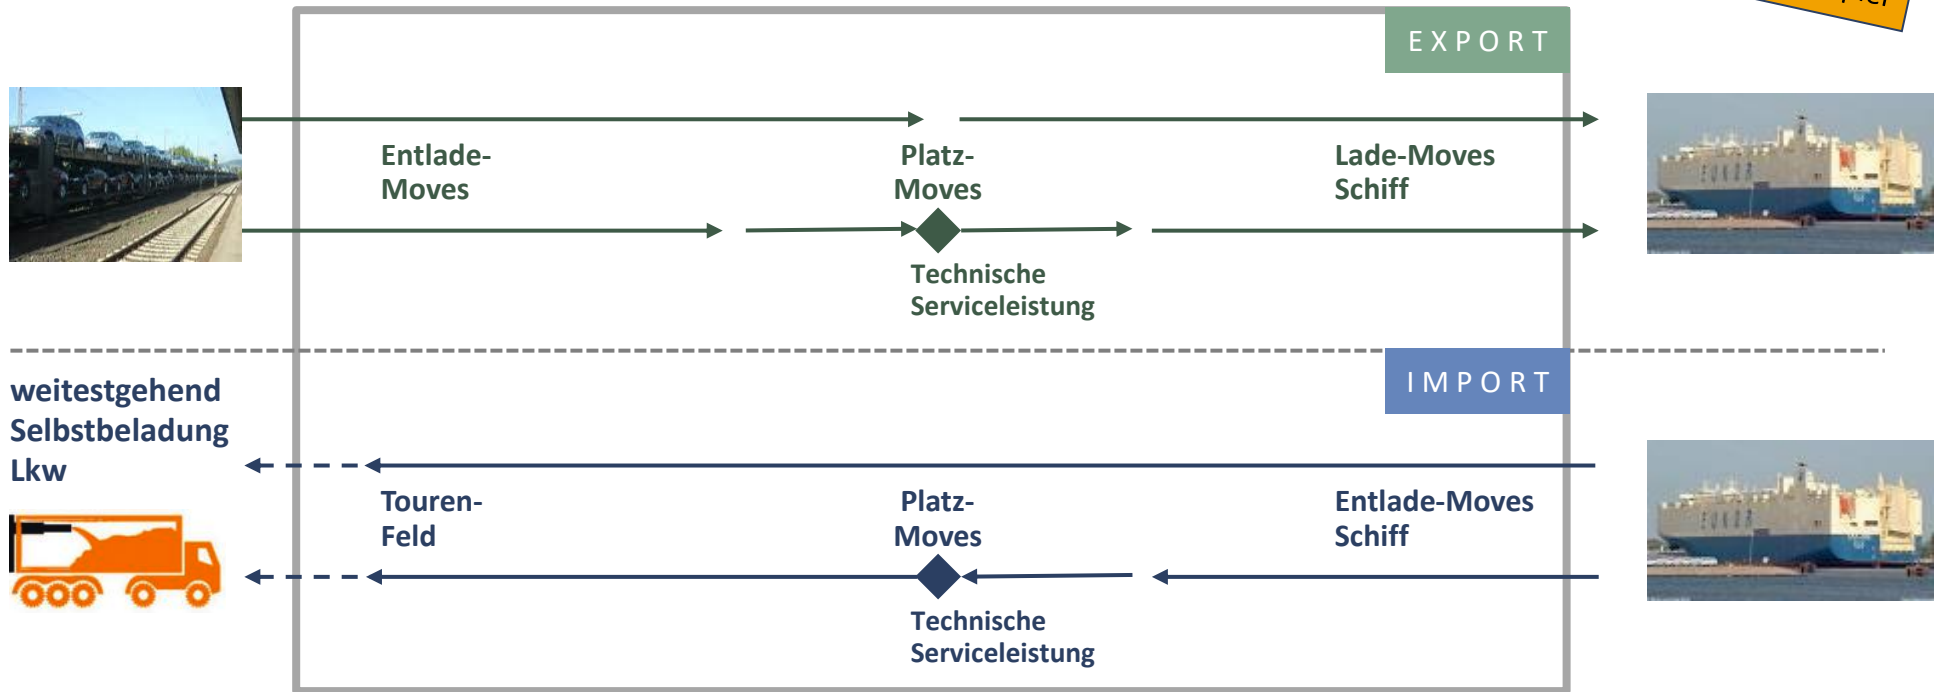 EXPORT
Entlade-
Moves
Platz-
Moves
Lade-Moves
Schiff
Technische
Serviceleistung
IMPORT
weitestgehend
Selbstbeladung
Lkw
Touren-
Feld
Platz-
Moves
Entlade-Moves
Schiff
Technische
Serviceleistung